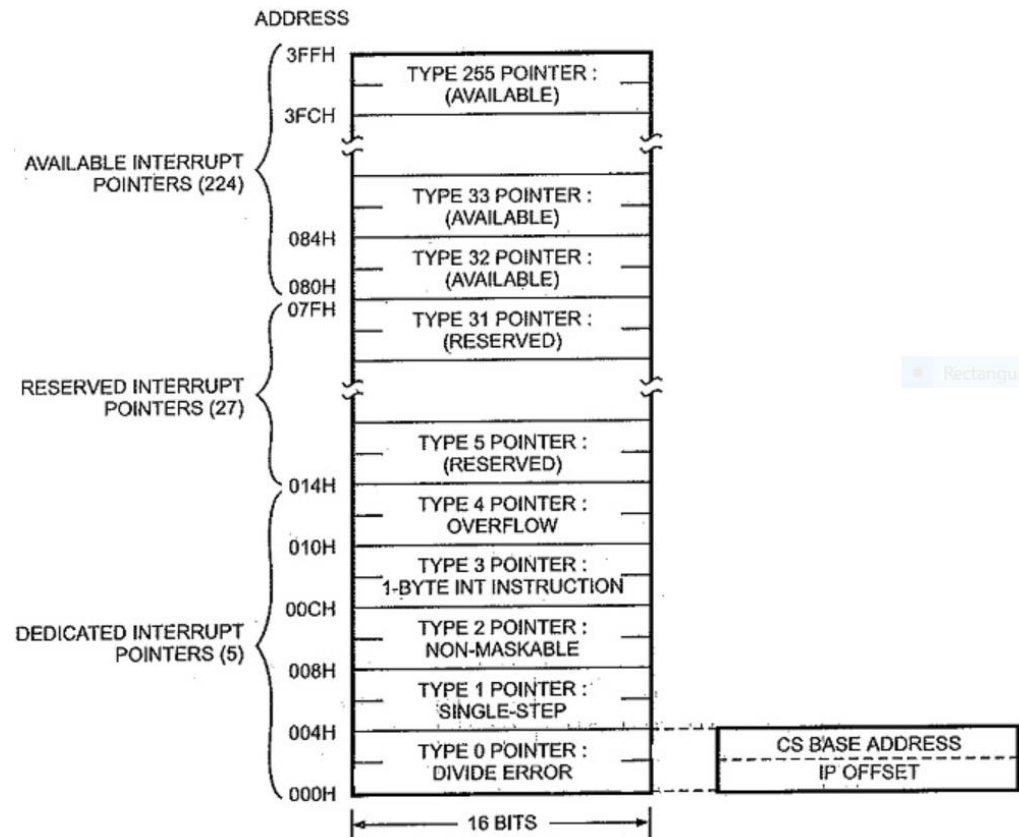 ADDRESS
3FFH
TYPE 255 POINTER :
(AVAILABLE)
3FCH
AVAILABLE INTERRUPT
POINTERS (224)
TYPE 33 POINTER :
(AVAILABLE)
084H
TYPE 32 POINTER :
(AVAILABLE)
080H
07FH
TYPE 31 POINTER :
(RESERVED)
RESERVED INTERRUPT
POINTERS (27)
TYPE 5 POINTER :
(RESERVED)
014H
TYPE 4 POINTER :
OVERFLOW
010H
TYPE 3 POINTER :
1-BYTE INT INSTRUCTION
00CH
DEDICATED INTERRUPT
POINTERS (5)
TYPE 2 POINTER :
NON-MASKABLE
008H
TYPE 1 POINTER :
SINGLE-STEP
004H
TYPE 0 POINTER :
DIVIDE ERROR
000H
CS BASE ADDRESS
IP OFFSET
16 BITS
Rectangu